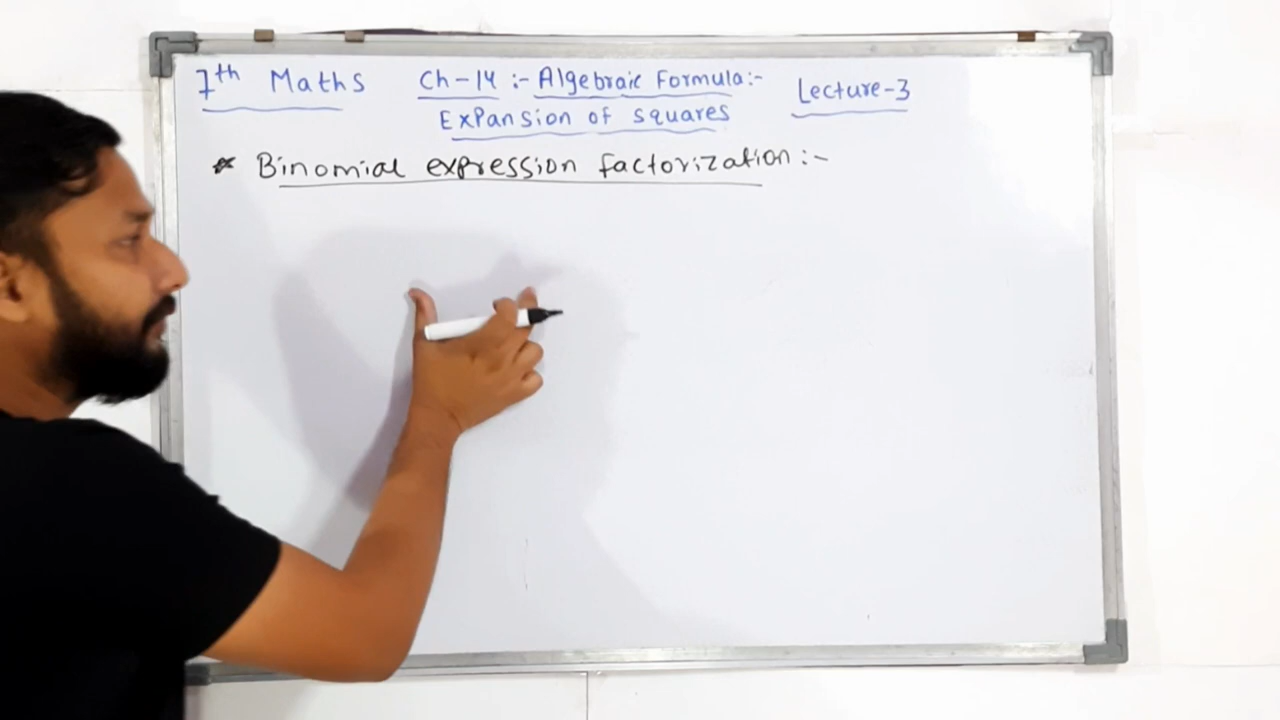 7th Maths Ch-14 :- Algebraic Formula:- Lecture-3
Expansion of squares
* Binomial expression factorization :-